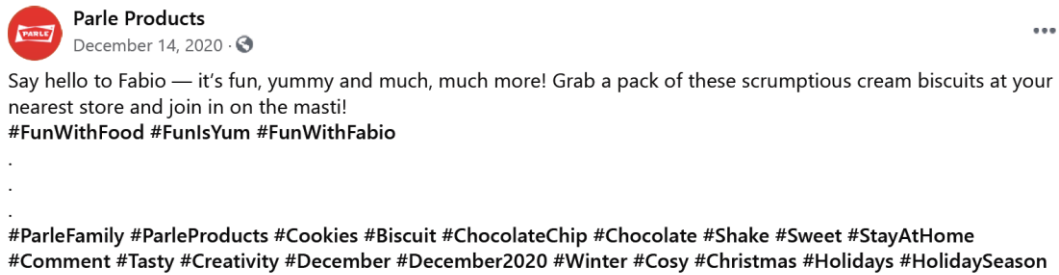 PARLE
Parle Products
December 14, 2020 ·
Say hello to Fabio — it's fun, yummy and much, much more! Grab a pack of these scrumptious cream biscuits at your
nearest store and join in on the masti!
#FunWithFood #FunIsYum #FunWithFabio
.
.
.
#ParleFamily #ParleProducts #Cookies #Biscuit #ChocolateChip #Chocolate #Shake #Sweet #StayAtHome
#Comment #Tasty #Creativity #December #December2020 #Winter #Cosy #Christmas #Holidays #HolidaySeason